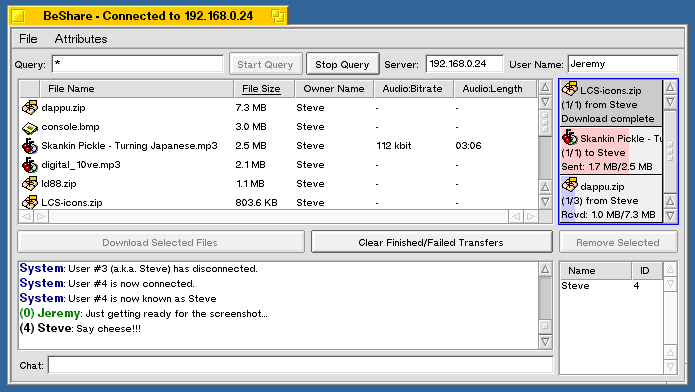 BeShare - Connected to 192.168.0.24
File Attributes
Query: * Start Query Stop Query Server: 192.168.0.24 User Name: Jeremy
File Name File Size Owner Name Audio:Bitrate Audio:Length
dappu.zip 7.3 MB Steve - -
console.bmp 3.0 MB Steve - -
Skankin Pickle - Turning Japanese.mp3 2.5 MB Steve 112 kbit 03:06
digital_10ve.mp3 2.1 MB Steve - -
ld88.zip 1.1 MB Steve - -
LCS-icons.zip 803.6 KB Steve - -
LCS-icons.zip
(1/1) from Steve
Download complete
Skankin Pickle - Tu
(1/1) to Steve
Sent: 1.7 MB/2.5 MB
dappu.zip
(1/3) from Steve
Rcvd: 1.0 MB/7.3 MB
Download Selected Files Clear Finished/Failed Transfers Remove Selected
System: User #3 (a.k.a. Steve) has disconnected.
System: User #4 is now connected.
System: User #4 is now known as Steve
(0) Jeremy: Just getting ready for the screenshot...
(4) Steve: Say cheese!!!
Name ID
Steve 4
Chat: